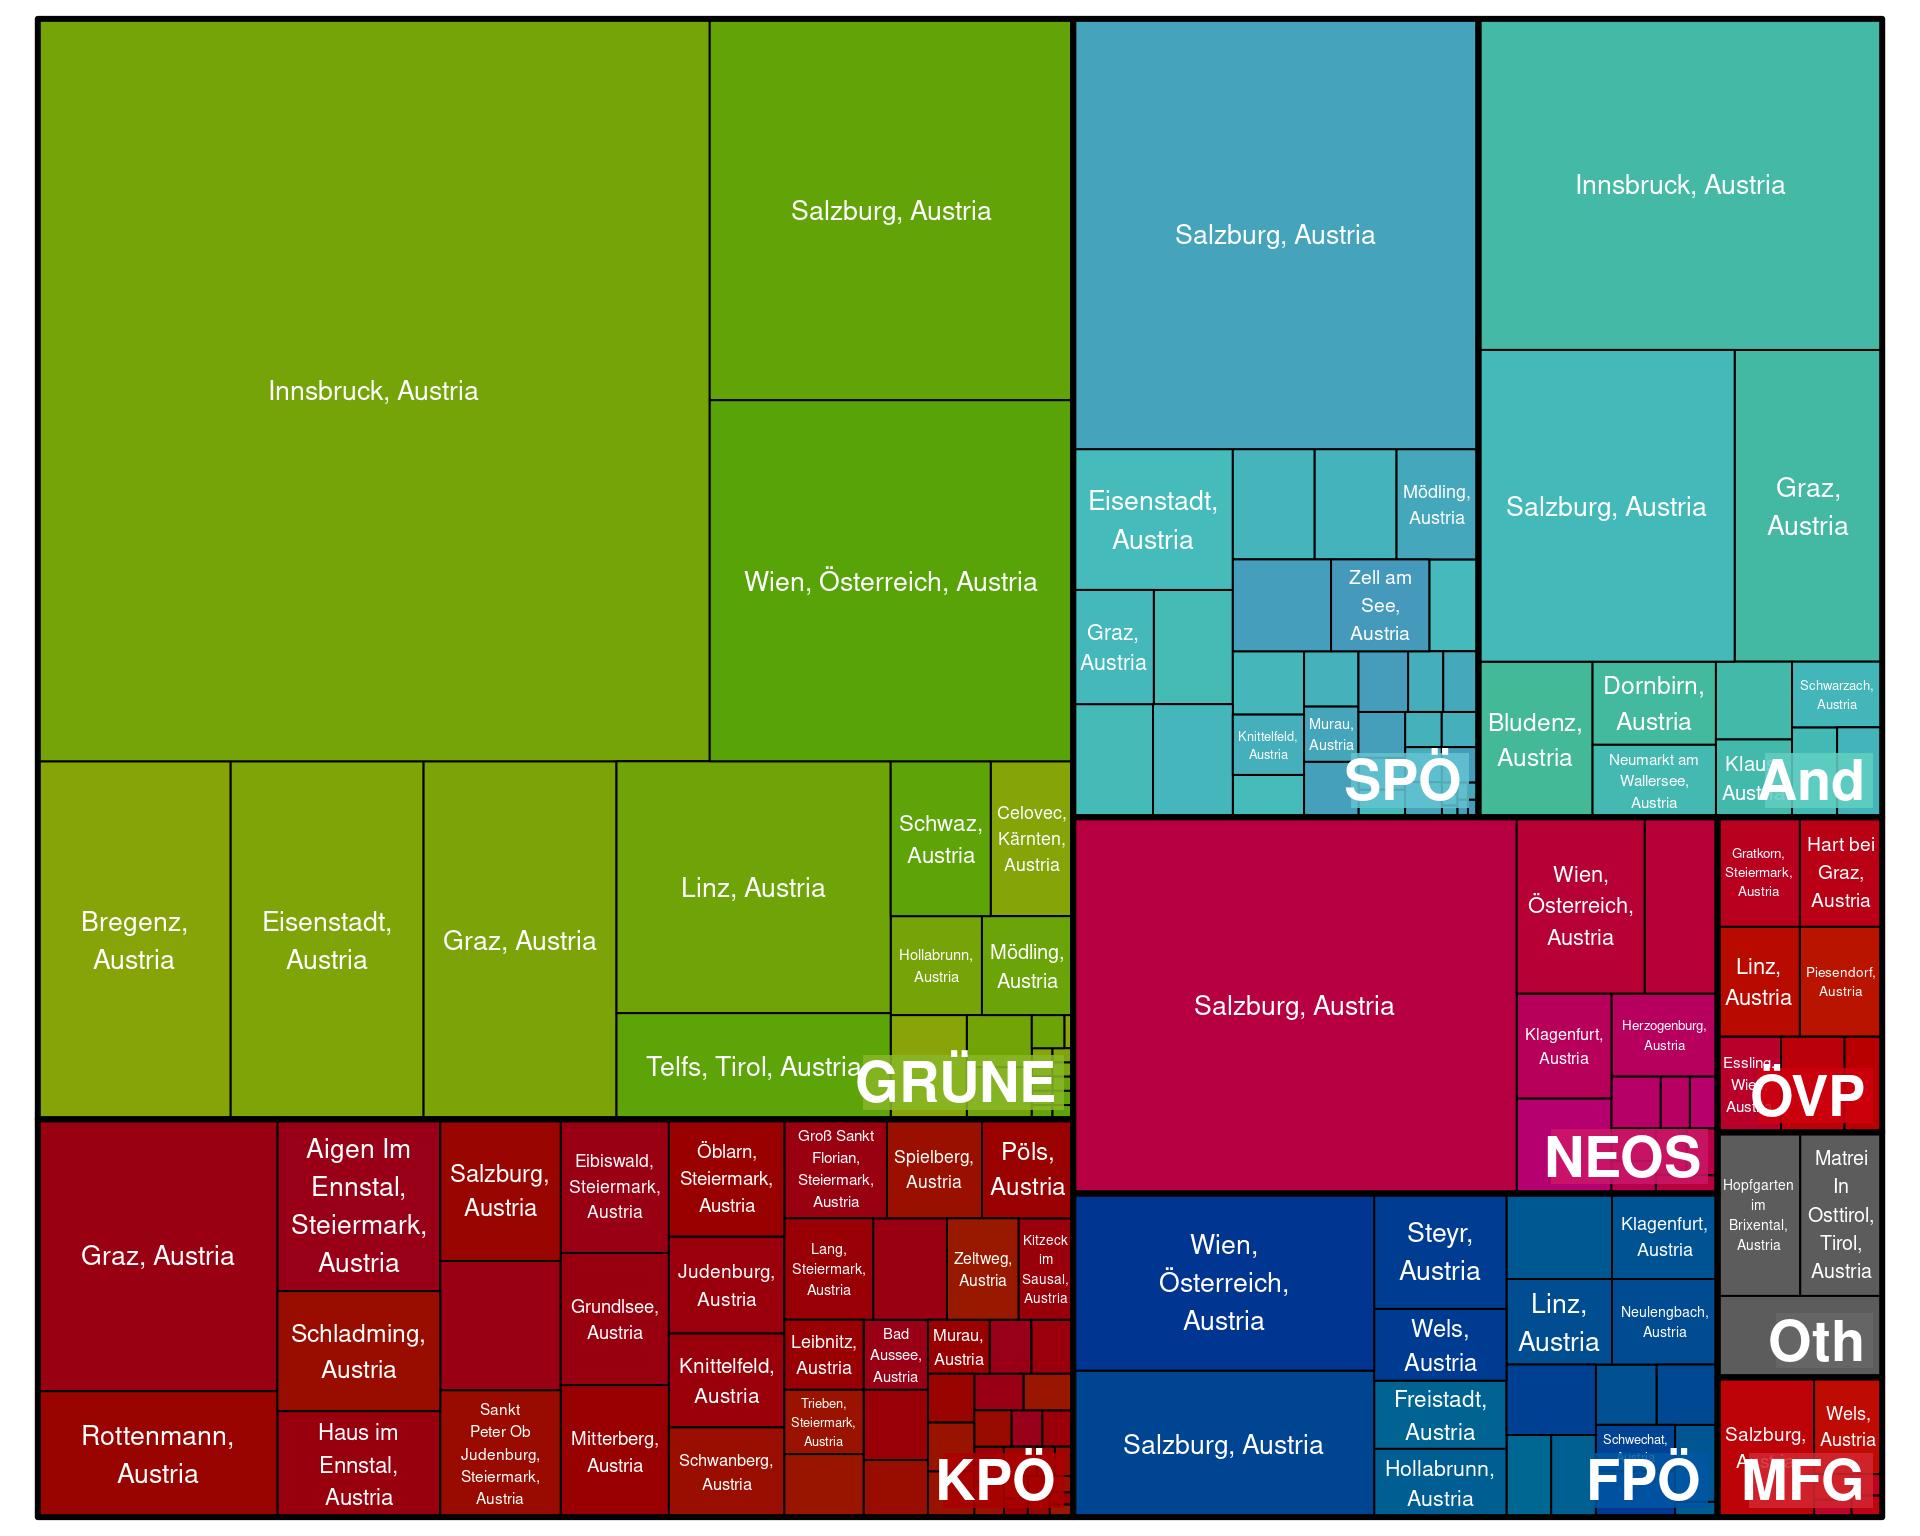 Innsbruck, Austria
Salzburg, Austria
Wien, Österreich, Austria
Bregenz,
Austria
Eisenstadt,
Austria
Graz, Austria
Linz, Austria
Telfs, Tirol, Austria
Schwaz,
Austria
Celovec,
Kärnten,
Austria
Hollabrunn,
Austria
Mödling,
Austria
GRÜNE
Salzburg, Austria
Eisenstadt,
Austria
Mödling,
Austria
Zell am
See,
Austria
Graz,
Austria
Knittelfeld,
Austria
Murau,
Austria
SPÖ
Innsbruck, Austria
Salzburg, Austria
Graz,
Austria
Bludenz,
Austria
Dornbirn,
Austria
Neumarkt am
Wallersee,
Austria
Schwarzach,
Austria
Klaus,
Austria
And
Graz, Austria
Rottenmann,
Austria
Aigen Im
Ennstal,
Steiermark,
Austria
Schladming,
Austria
Haus im
Ennstal,
Austria
Salzburg,
Austria
Sankt
Peter Ob
Judenburg,
Steiermark,
Austria
Eibiswald,
Steiermark,
Austria
Grundlsee,
Austria
Mitterberg,
Austria
Öblarn,
Steiermark,
Austria
Judenburg,
Austria
Knittelfeld,
Austria
Schwanberg,
Austria
Groß Sankt
Florian,
Steiermark,
Austria
Spielberg,
Austria
Pöls,
Austria
Lang,
Steiermark,
Austria
Zeltweg,
Austria
Kitzeck
im
Sausal,
Austria
Leibnitz,
Austria
Bad
Aussee,
Austria
Murau,
Austria
Trieben,
Steiermark,
Austria
KPÖ
Salzburg, Austria
Wien,
Österreich,
Austria
Klagenfurt,
Austria
Herzogenburg,
Austria
NEOS
Gratkorn,
Steiermark,
Austria
Hart bei
Graz,
Austria
Linz,
Austria
Piesendorf,
Austria
Essling,
Wien,
Austria
ÖVP
Wien,
Österreich,
Austria
Salzburg, Austria
Steyr,
Austria
Wels,
Austria
Freistadt,
Austria
Hollabrunn,
Austria
Klagenfurt,
Austria
Linz,
Austria
Neulengbach,
Austria
Schwechat,
Austria
FPÖ
Hopfgarten
im
Brixental,
Austria
Matrei
In
Osttirol,
Tirol,
Austria
Oth
Salzburg,
Austria
Wels,
Austria
MFG